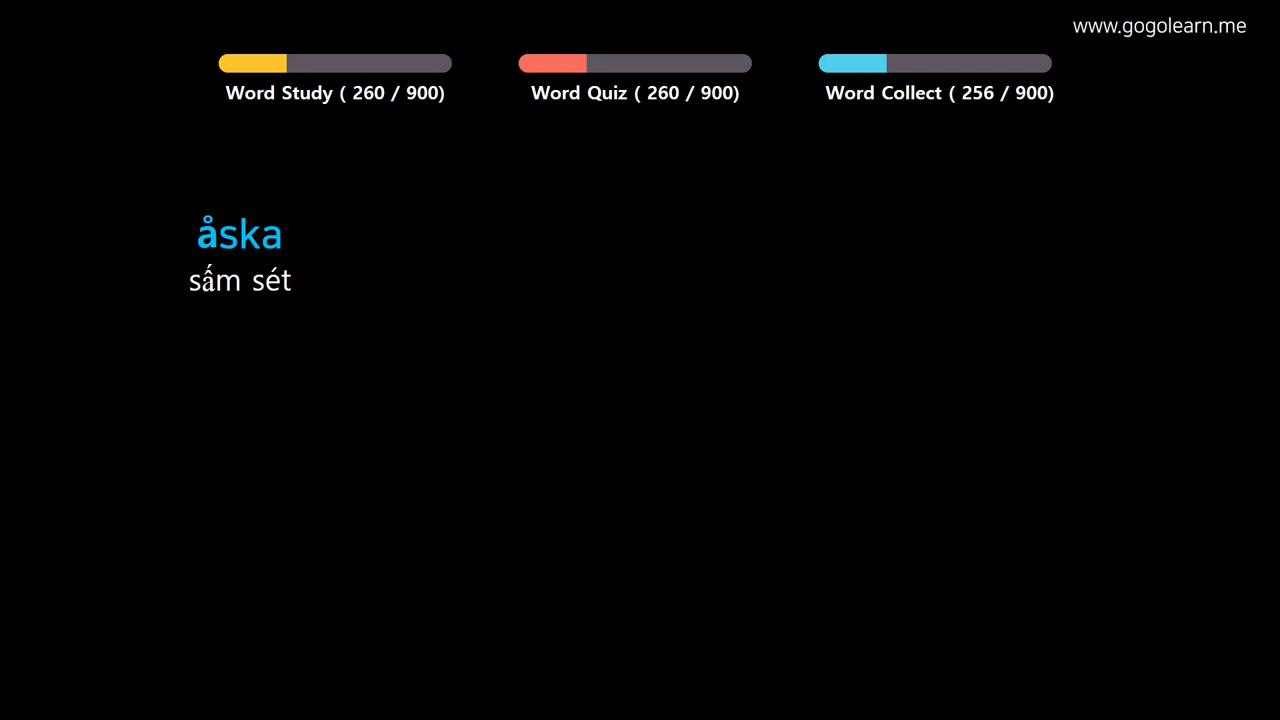 www.gogolearn.me
Word Study ( 260 / 900)
Word Quiz ( 260 / 900)
Word Collect ( 256 / 900)
åska
sấm sét